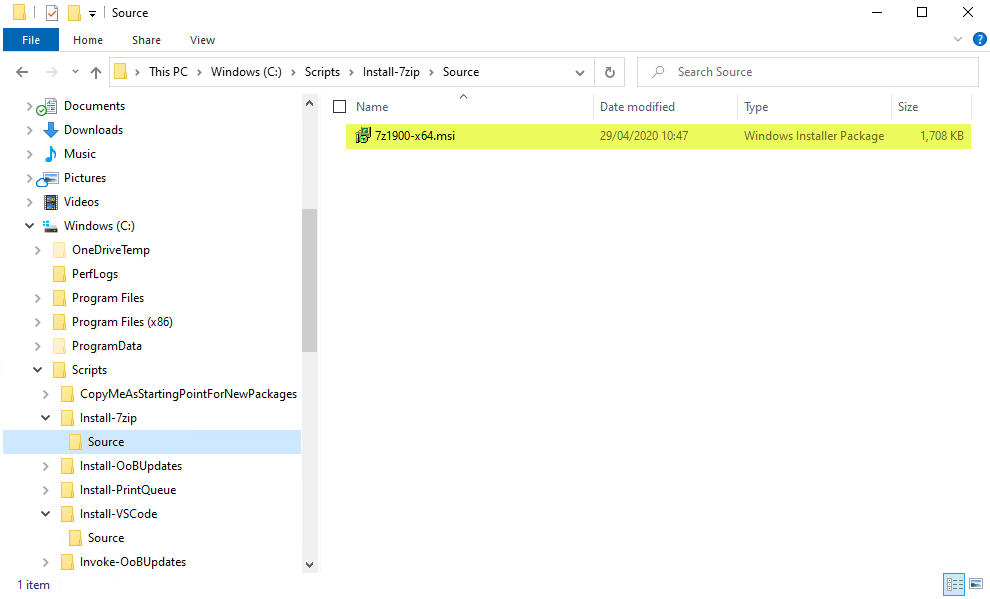 Source
File Home Share View
This PC Windows (C:) Scripts Install-7zip Source
Search Source
Documents
Downloads
Music
Pictures
Videos
Windows (C:)
OneDriveTemp
PerfLogs
Program Files
Program Files (x86)
ProgramData
Scripts
CopyMeAsStartingPointForNewPackages
Install-7zip
Source
Install-OoBUpdates
Install-PrintQueue
Install-VSCode
Source
Invoke-OoBUpdates
Name Date modified Type Size
7z1900-x64.msi 29/04/2020 10:47 Windows Installer Package 1,708 KB
1 item